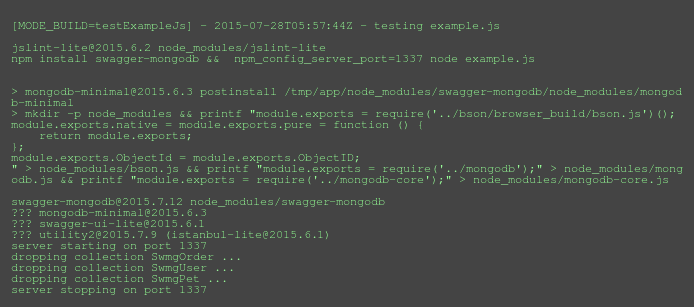 [MODE_BUILD=testExampleJs] - 2015-07-28T05:57:44Z - testing example.js
jslint-lite@2015.6.2 node_modules/jslint-lite
npm install swagger-mongodb &&  npm_config_server_port=1337 node example.js
> mongodb-minimal@2015.6.3 postinstall /tmp/app/node_modules/swagger-mongodb/node_modules/mongod
b-minimal
> mkdir -p node_modules && printf "module.exports = require('../bson/browser_build/bson.js')();
module.exports.native = module.exports.pure = function () {
    return module.exports;
};
module.exports.ObjectId = module.exports.ObjectID;
" > node_modules/bson.js && printf "module.exports = require('../mongodb');" > node_modules/mong
odb.js && printf "module.exports = require('../mongodb-core');" > node_modules/mongodb-core.js
swagger-mongodb@2015.7.12 node_modules/swagger-mongodb
??? mongodb-minimal@2015.6.3
??? swagger-ui-lite@2015.6.1
??? utility2@2015.7.9 (istanbul-lite@2015.6.1)
server starting on port 1337
dropping collection SwmgOrder ...
dropping collection SwmgUser ...
dropping collection SwmgPet ...
server stopping on port 1337